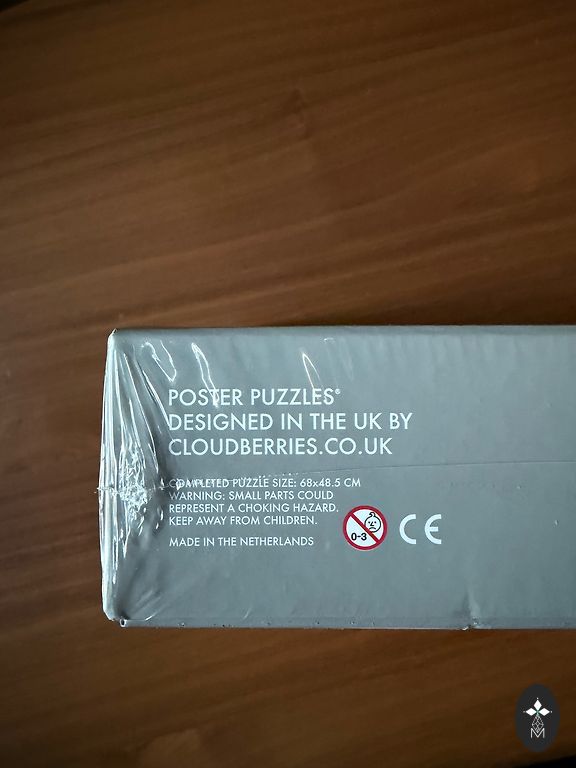 POSTER PUZZLES®
DESIGNED IN THE UK BY
CLOUDBERRIES.CO.UK
COMPLETED PUZZLE SIZE: 68x48.5 CM
WARNING: SMALL PARTS COULD
REPRESENT A CHOKING HAZARD.
KEEP AWAY FROM CHILDREN.
0-3
CE
MADE IN THE NETHERLANDS
M